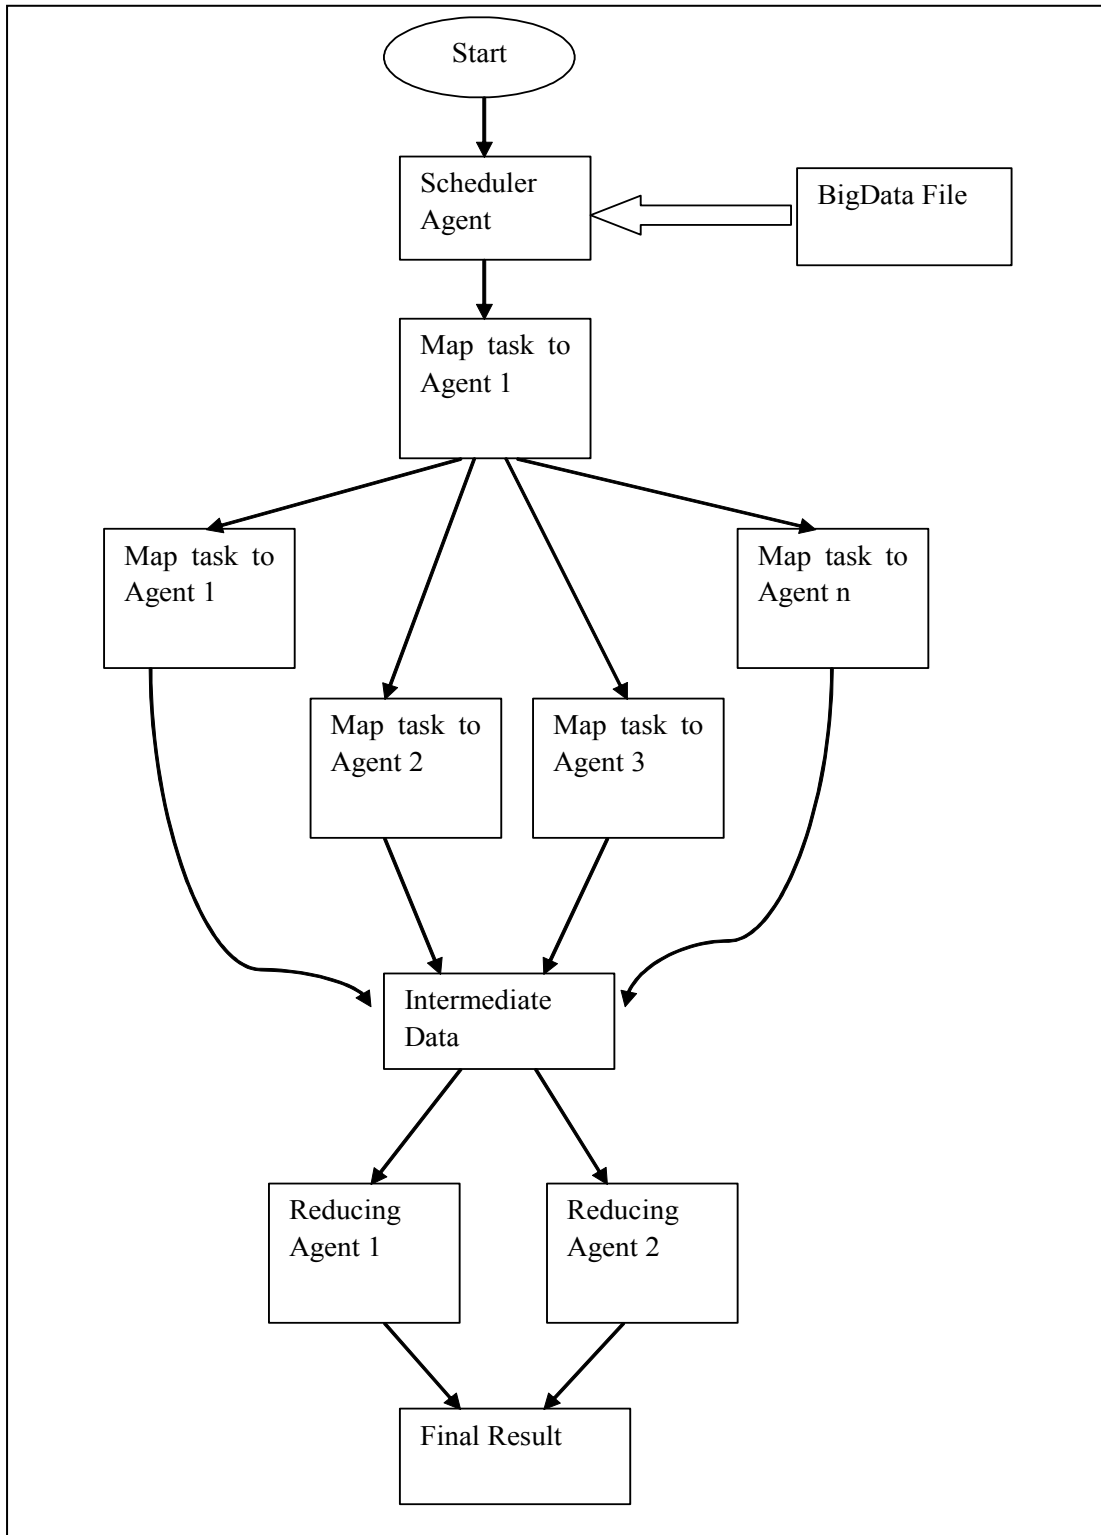 Start
Scheduler
Agent
BigData File
Map task to
Agent 1
Map task to
Agent 1
Map task to
Agent n
Map task to
Agent 2
Map task to
Agent 3
Intermediate
Data
Reducing
Agent 1
Reducing
Agent 2
Final Result